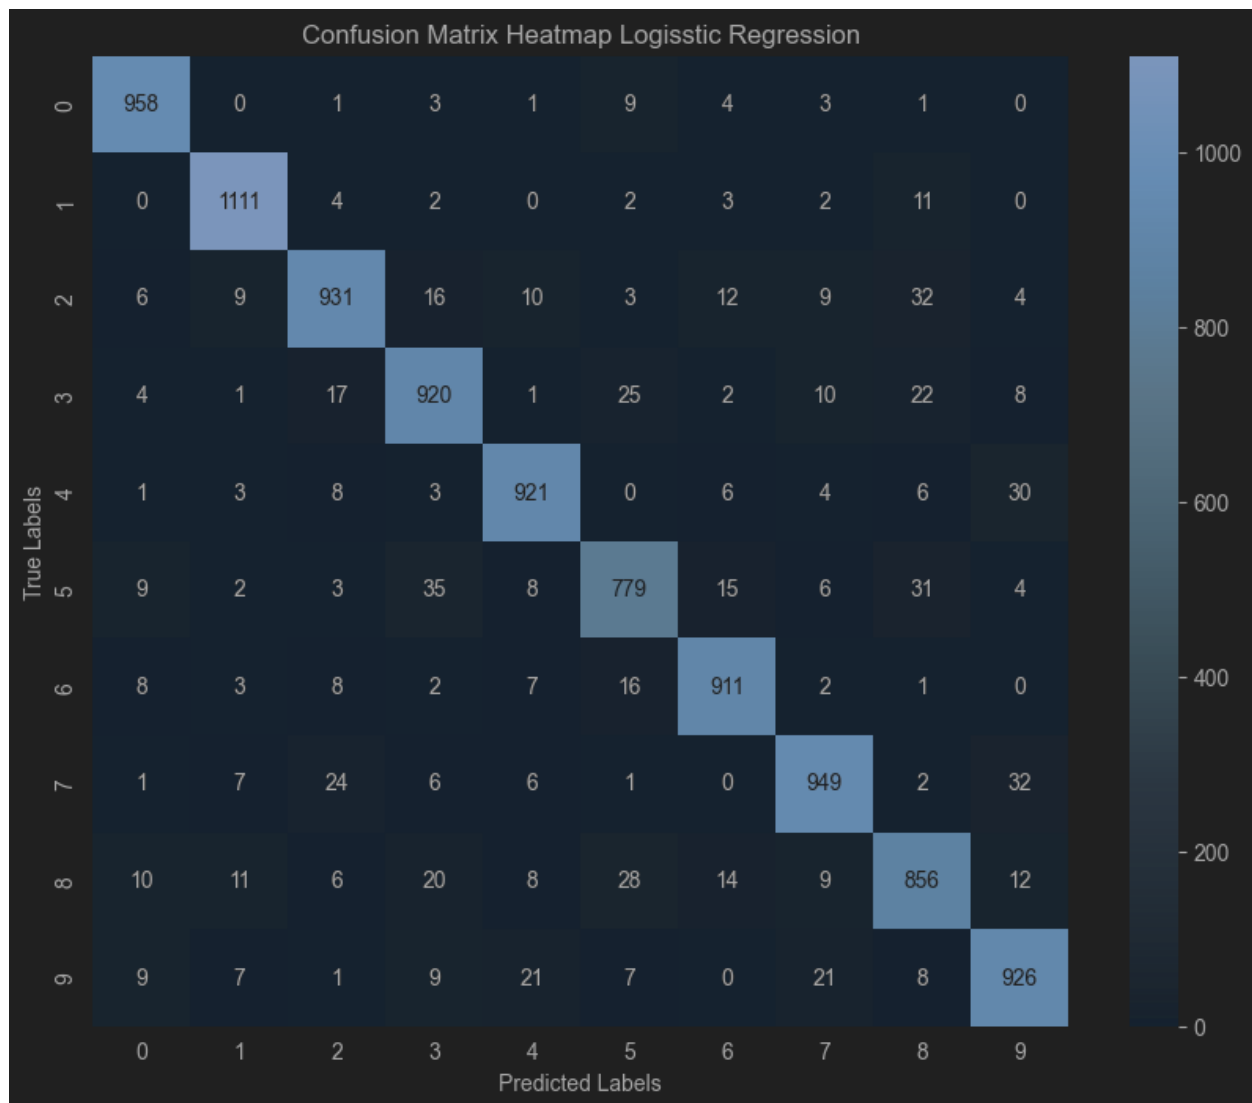 Confusion Matrix Heatmap Logisstic Regression
0 958 0 1 3 1 9 4 3 1 0
1 0 1111 4 2 0 2 3 2 11 0
2 6 9 931 16 10 3 12 9 32 4
3 4 1 17 920 1 25 2 10 22 8
4 1 3 8 3 921 0 6 4 6 30
5 9 2 3 35 8 779 15 6 31 4
6 8 3 8 2 7 16 911 2 1 0
7 1 7 24 6 6 1 0 949 2 32
8 10 11 6 20 8 28 14 9 856 12
9 9 7 1 9 21 7 0 21 8 926
0 1 2 3 4 5 6 7 8 9
Predicted Labels
True Labels
1000
800
600
400
200
0